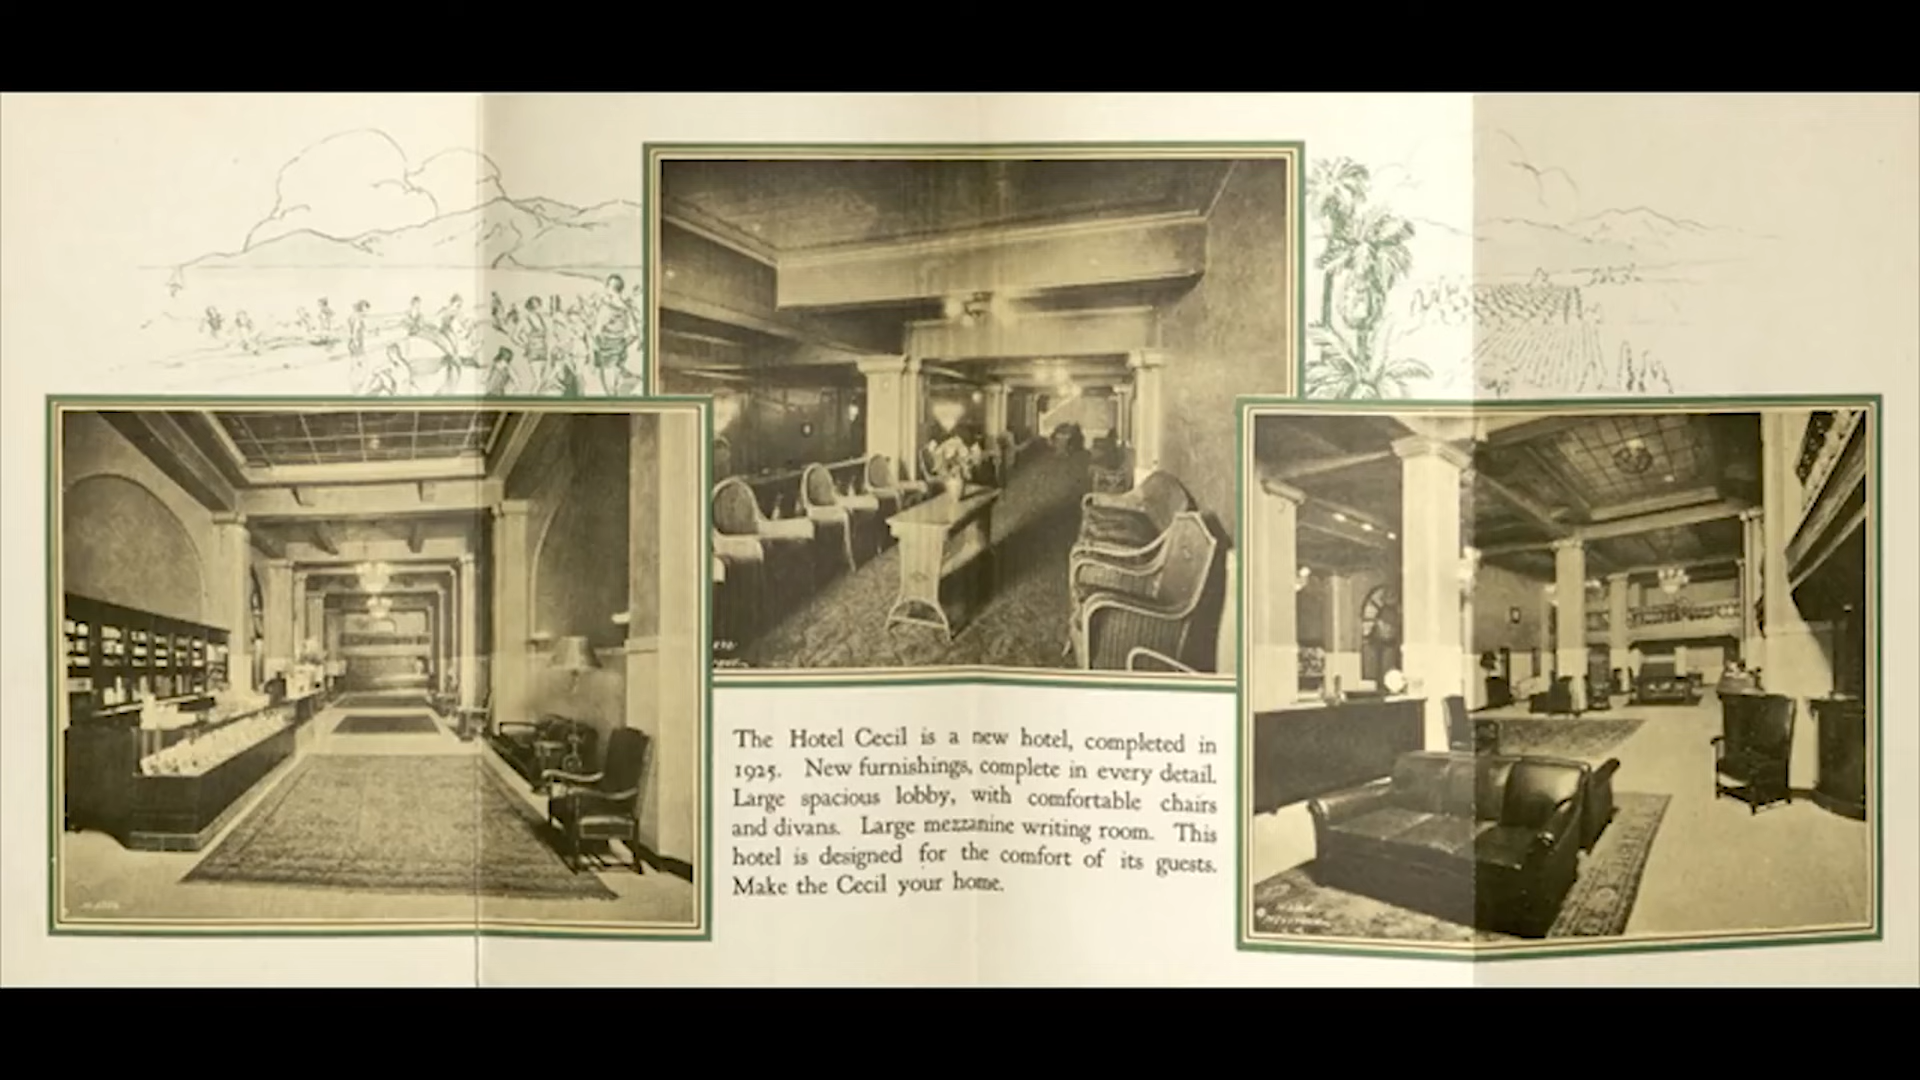 The Hotel Cecil is a new hotel, completed in
1925. New furnishings, complete in every detail.
Large spacious lobby, with comfortable chairs
and divans. Large mezzanine writing room. This
hotel is designed for the comfort of its guests.
Make the Cecil your home.